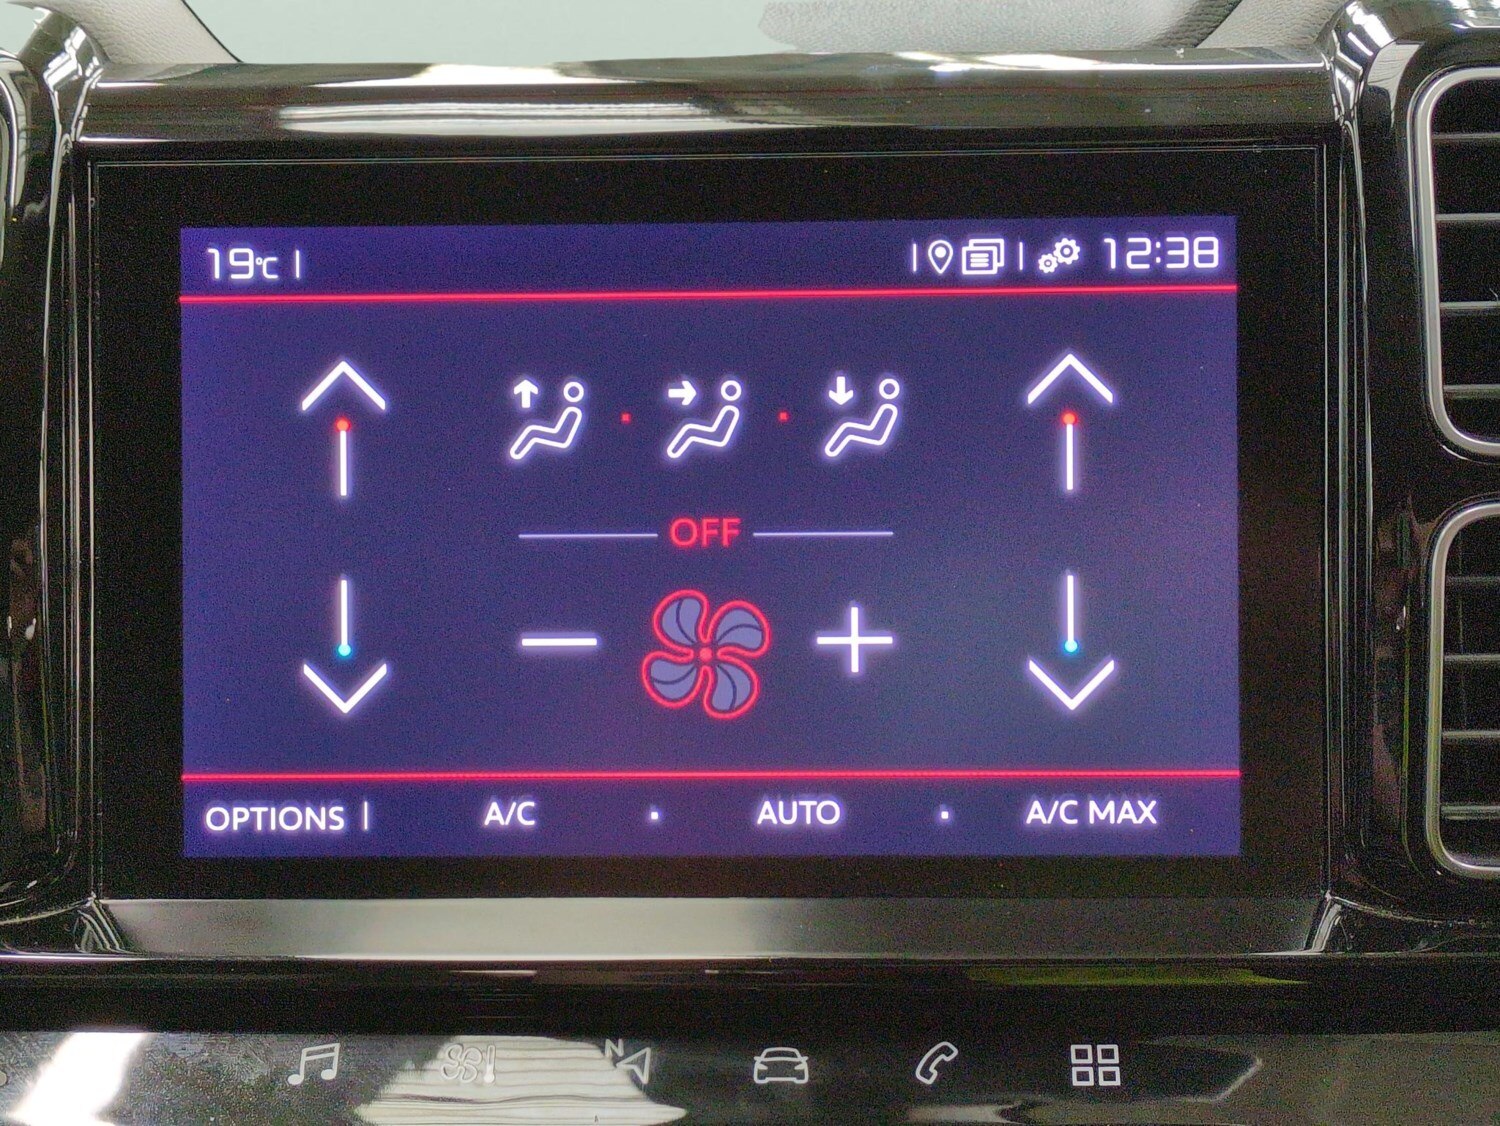 19°C
12:38
OFF
OPTIONS A/C AUTO A/C MAX
N